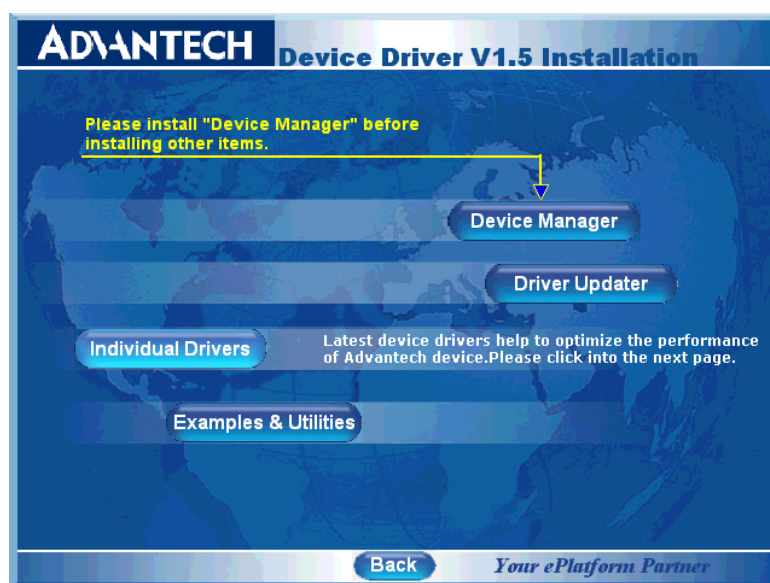 ADVANTECH
Device Driver V1.5 Installation
Please install "Device Manager" before
installing other items.
Device Manager
Driver Updater
Individual Drivers
Latest device drivers help to optimize the performance
of Advantech device.Please click into the next page.
Examples & Utilities
Back
Your ePlatform Partner